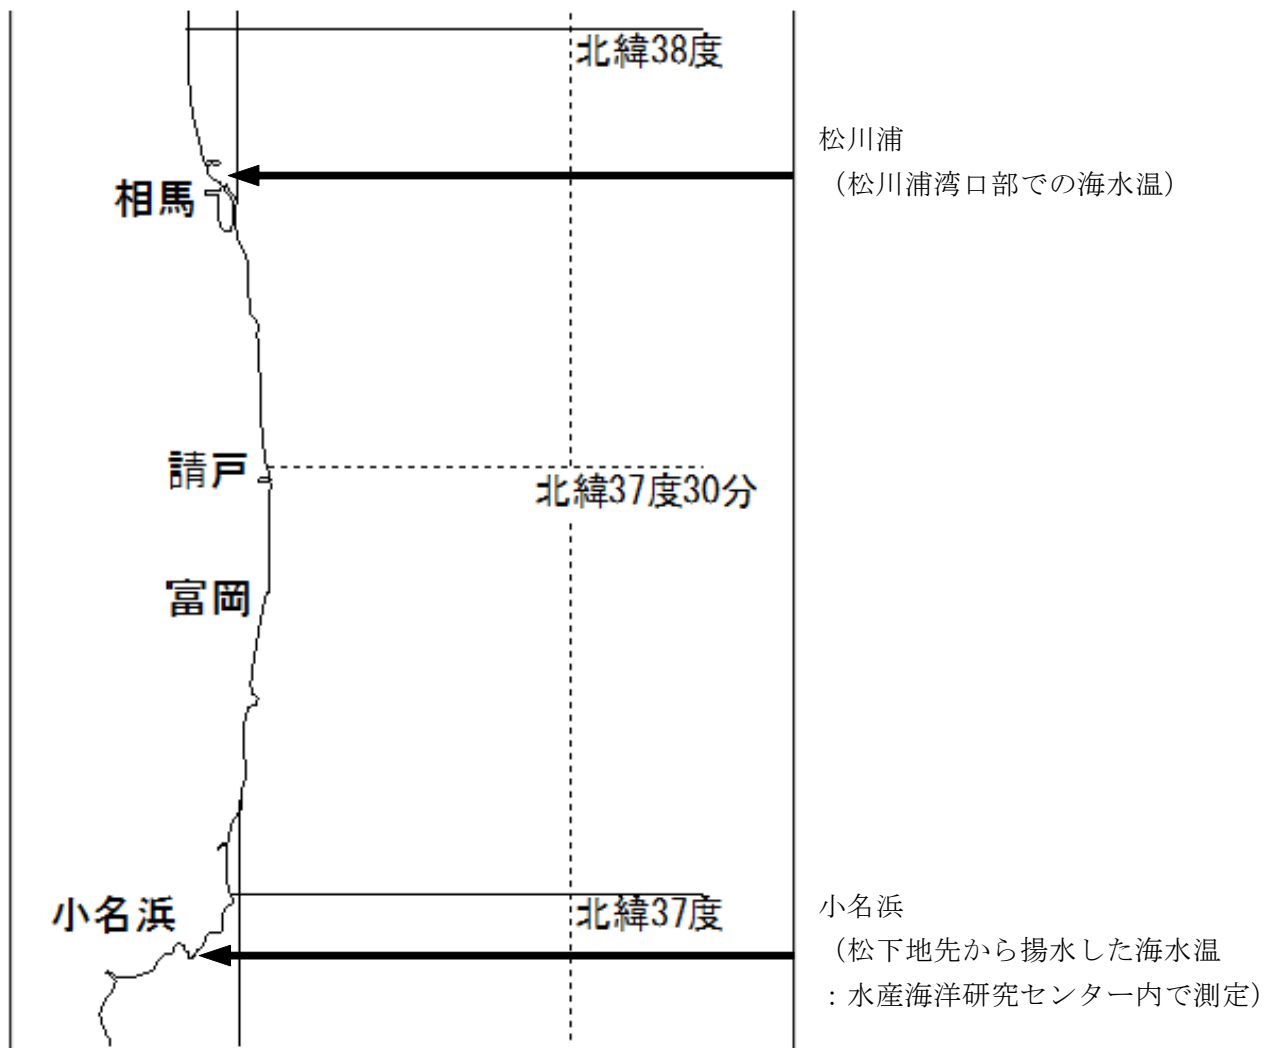 北緯38度
松川浦
（松川浦湾口部での海水温）
相馬
請戸
北緯37度30分
富岡
小名浜
北緯37度
小名浜
（松下地先から揚水した海水温
：水産海洋研究センター内で測定）